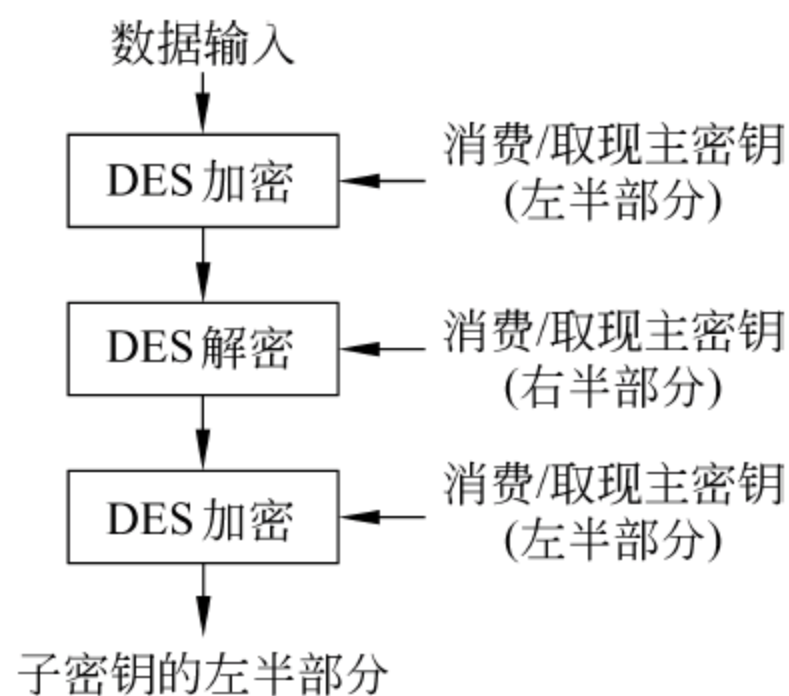 数据输入
DES加密
消费/取现主密钥
(左半部分)
DES解密
消费/取现主密钥
(右半部分)
DES加密
消费/取现主密钥
(左半部分)
子密钥的左半部分